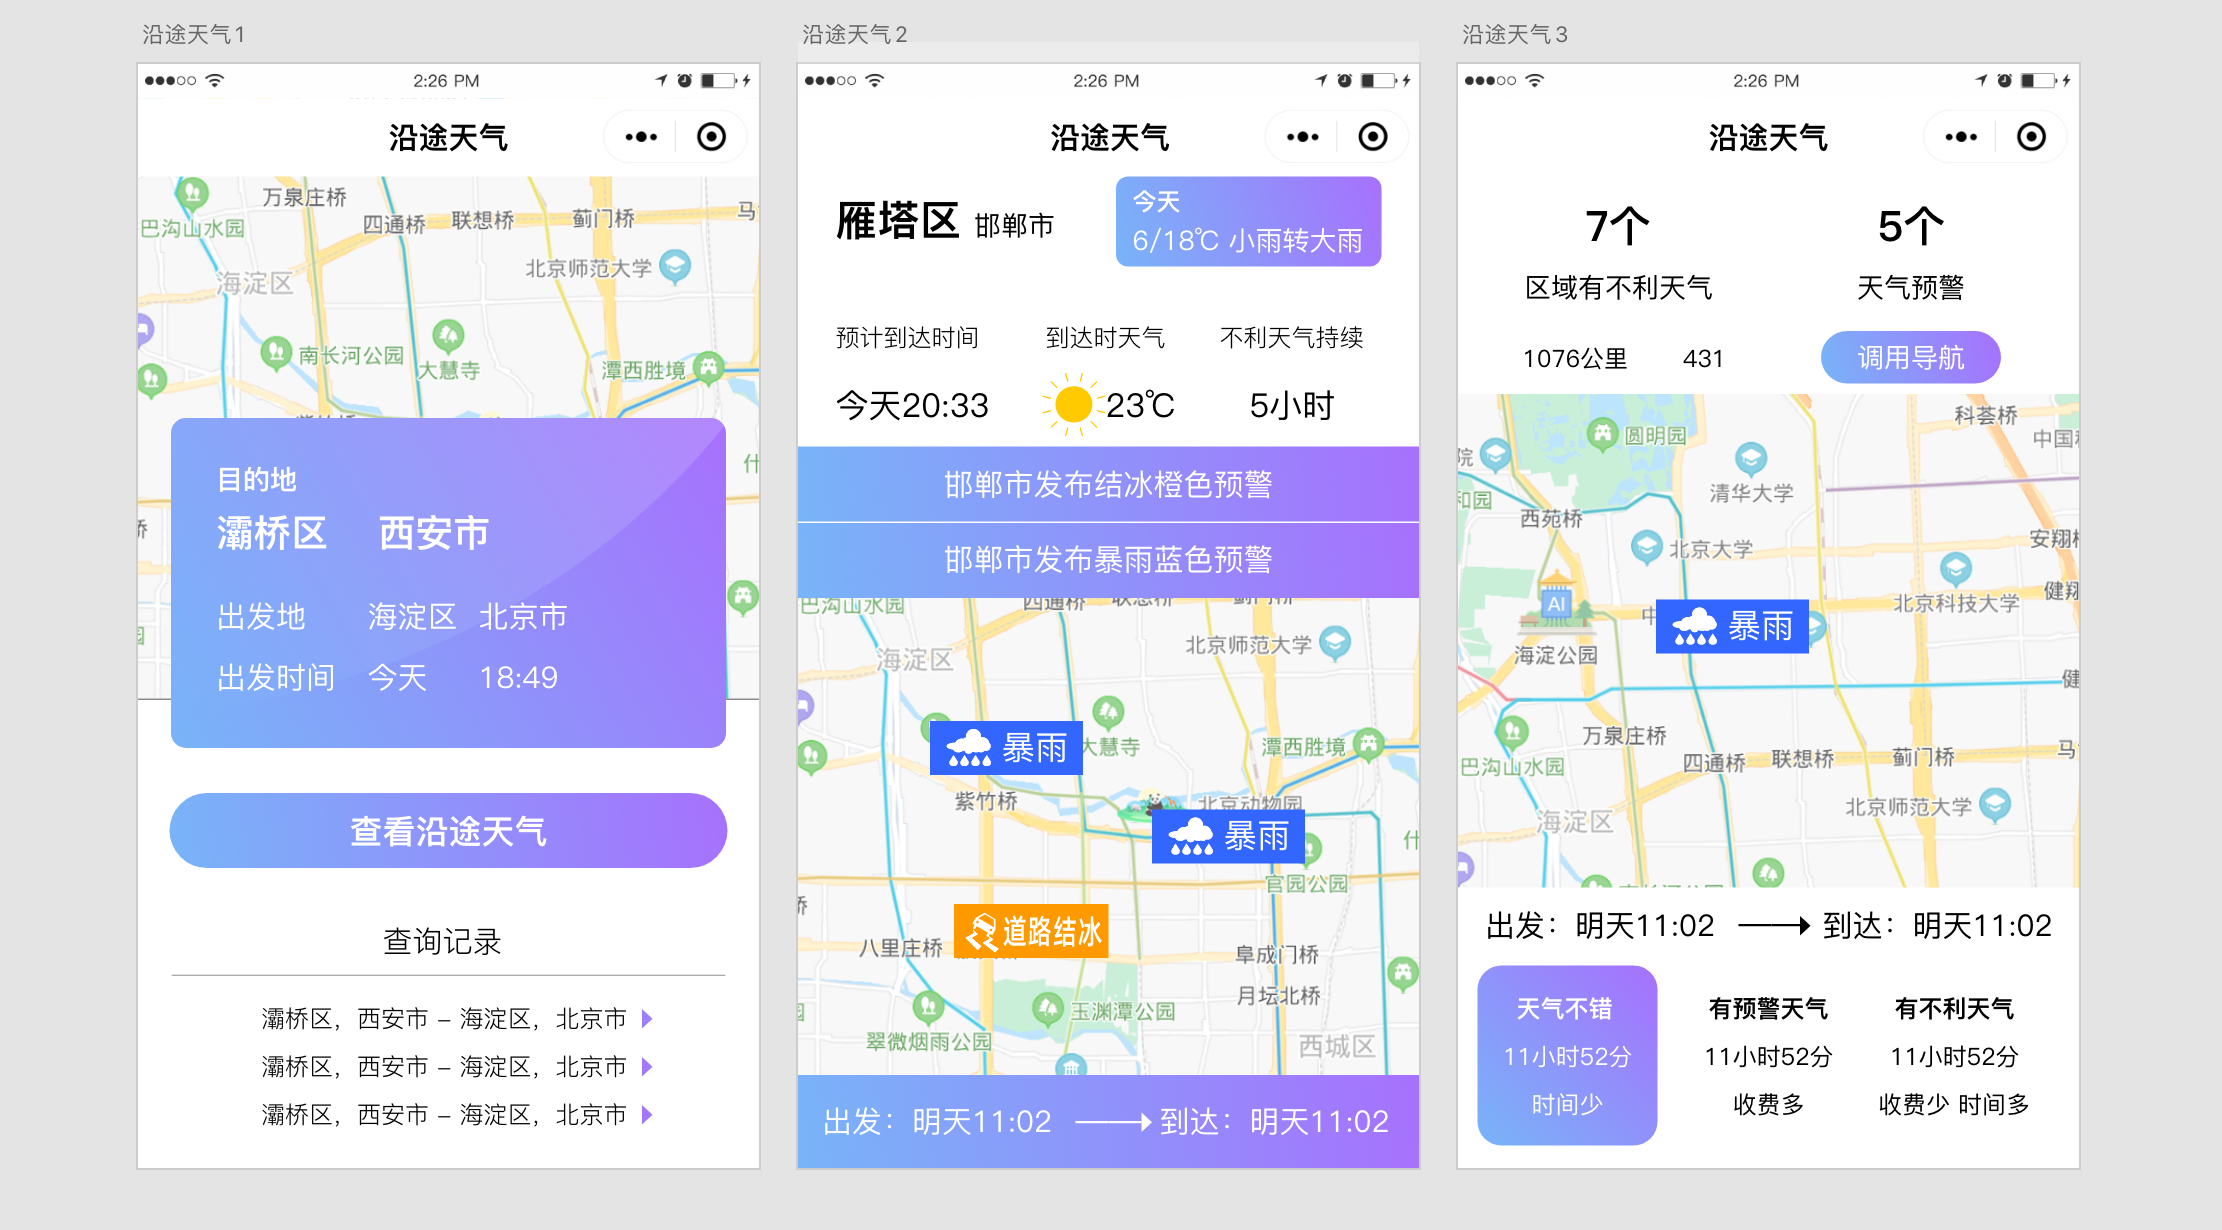 沿途天气1
2:26 PM
沿途天气
万泉庄桥
马
巴沟山水园
四通桥
联想桥
蓟门桥
海淀区
北京师范大学
南长河公园
大慧寺
潭西胜境
什
目的地
灞桥区 西安市
出发地 海淀区 北京市
出发时间 今天 18:49
查看沿途天气
查询记录
灞桥区，西安市 – 海淀区，北京市
灞桥区，西安市 – 海淀区，北京市
灞桥区，西安市 – 海淀区，北京市
沿途天气2
2:26 PM
沿途天气
雁塔区 邯郸市
今天
6/18℃ 小雨转大雨
预计到达时间 到达时天气 不利天气持续
今天20:33 23℃ 5小时
邯郸市发布结冰橙色预警
邯郸市发布暴雨蓝色预警
巴沟山水园
四通桥
联想桥
蓟门桥
北京师范大学
海淀区
暴雨
大慧寺
潭西胜境
紫竹桥
北京动物园
暴雨
什
官园公园
道路结冰
八里庄桥
阜成门桥
月坛北桥
玉渊潭公园
翠微烟雨公园
西城区
出发：明天11:02 到达：明天11:02
沿途天气3
2:26 PM
沿途天气
7个 5个
区域有不利天气 天气预警
1076公里 431 调用导航
科荟桥
圆明园
中国
院
清华大学
和园
西苑桥
北京大学
安翔
AI
健翔
北京科技大学
中
暴雨
海淀公园
健
万泉庄桥
四通桥
联想桥
蓟门桥
马
巴沟山水园
北京师范大学
海淀区
出发：明天11:02 到达：明天11:02
天气不错 有预警天气 有不利天气
11小时52分 11小时52分 11小时52分
时间少 收费多 收费少 时间多